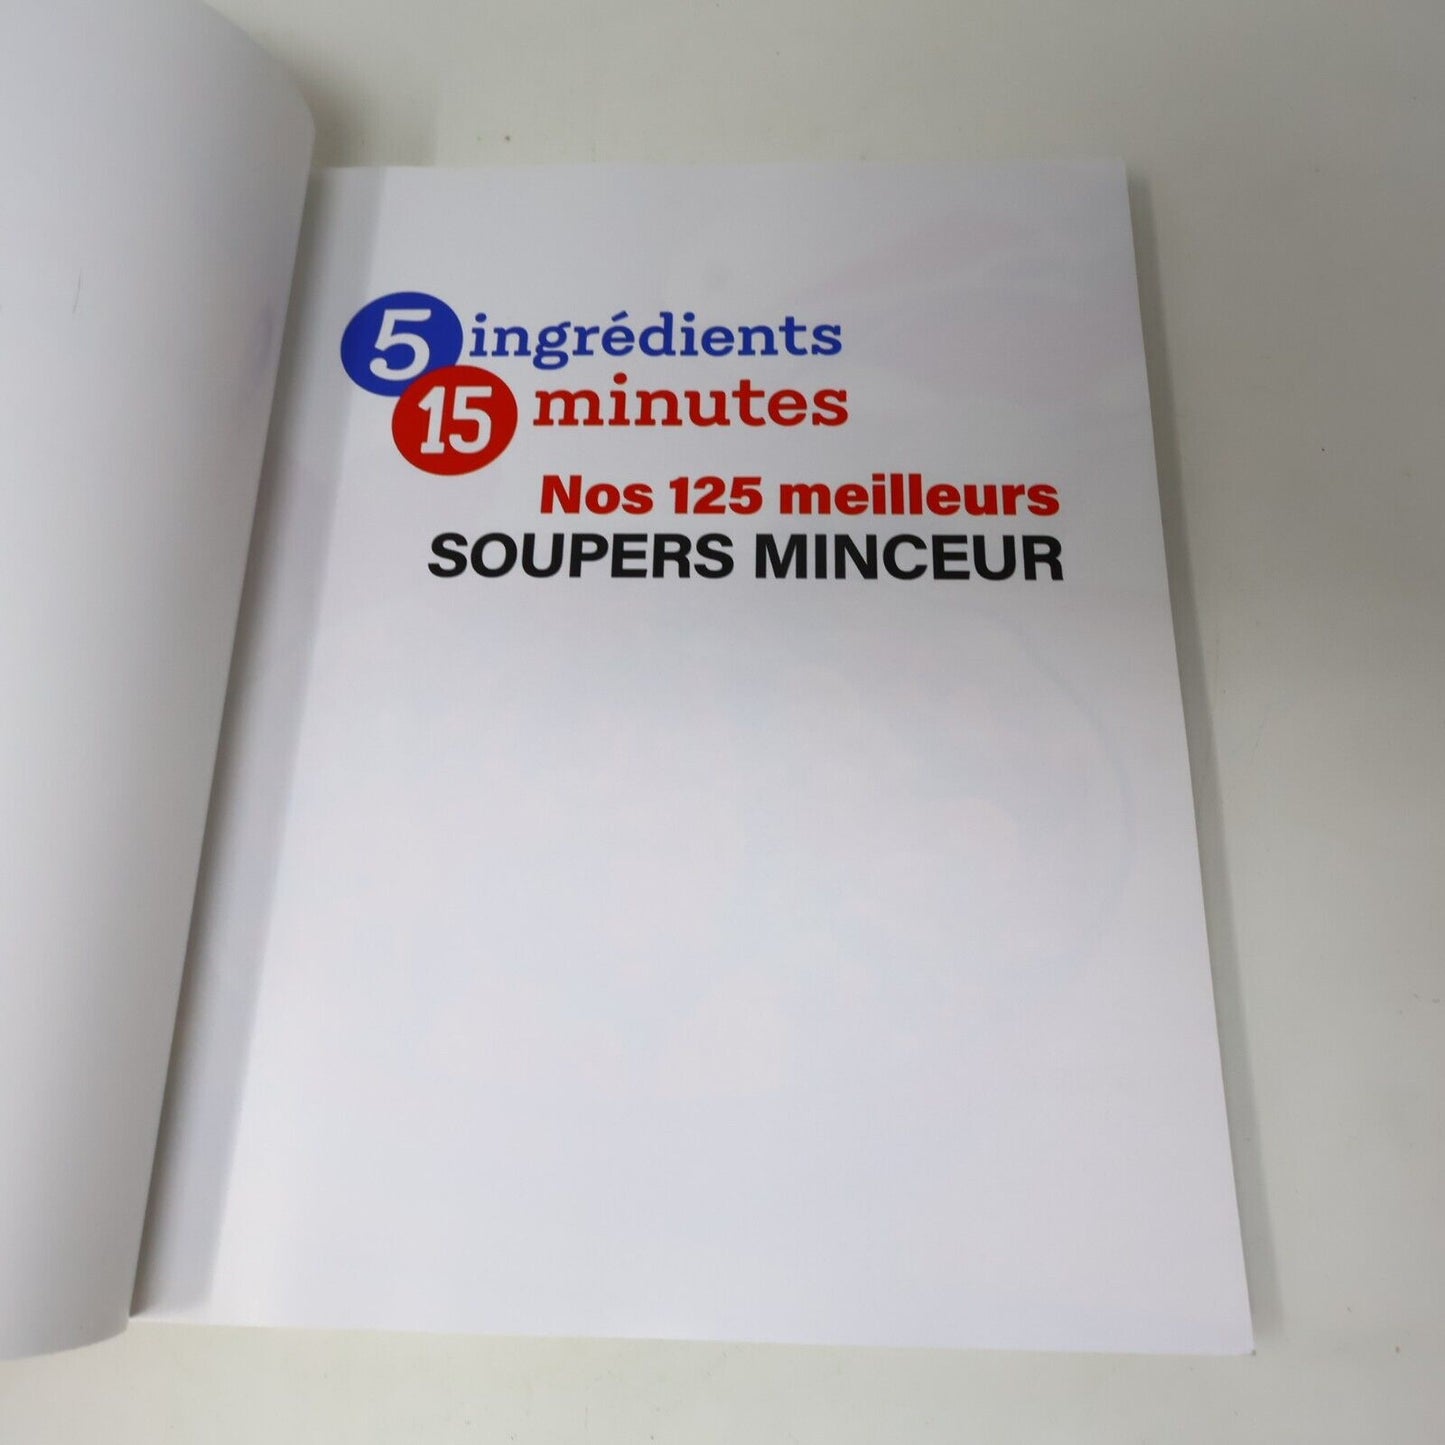 5 ingrédients
15 minutes
Nos 125 meilleurs
SOUPERS MINCEUR